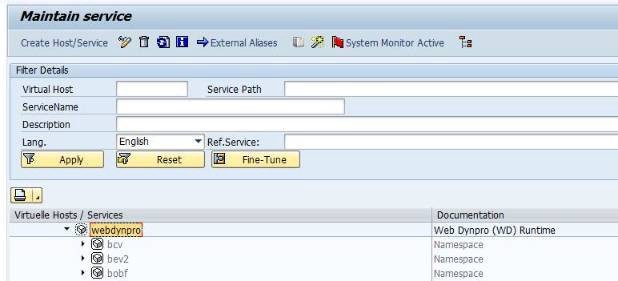 Maintain service
Create Host/Service External Aliases System Monitor Active
Filter Details
Virtual Host Service Path
ServiceName
Description
Lang. English Ref.Service:
Apply Reset Fine-Tune
Virtuelle Hosts / Services Documentation
webdynpro Web Dynpro (WD) Runtime
bcv Namespace
bev2 Namespace
bobf Namespace